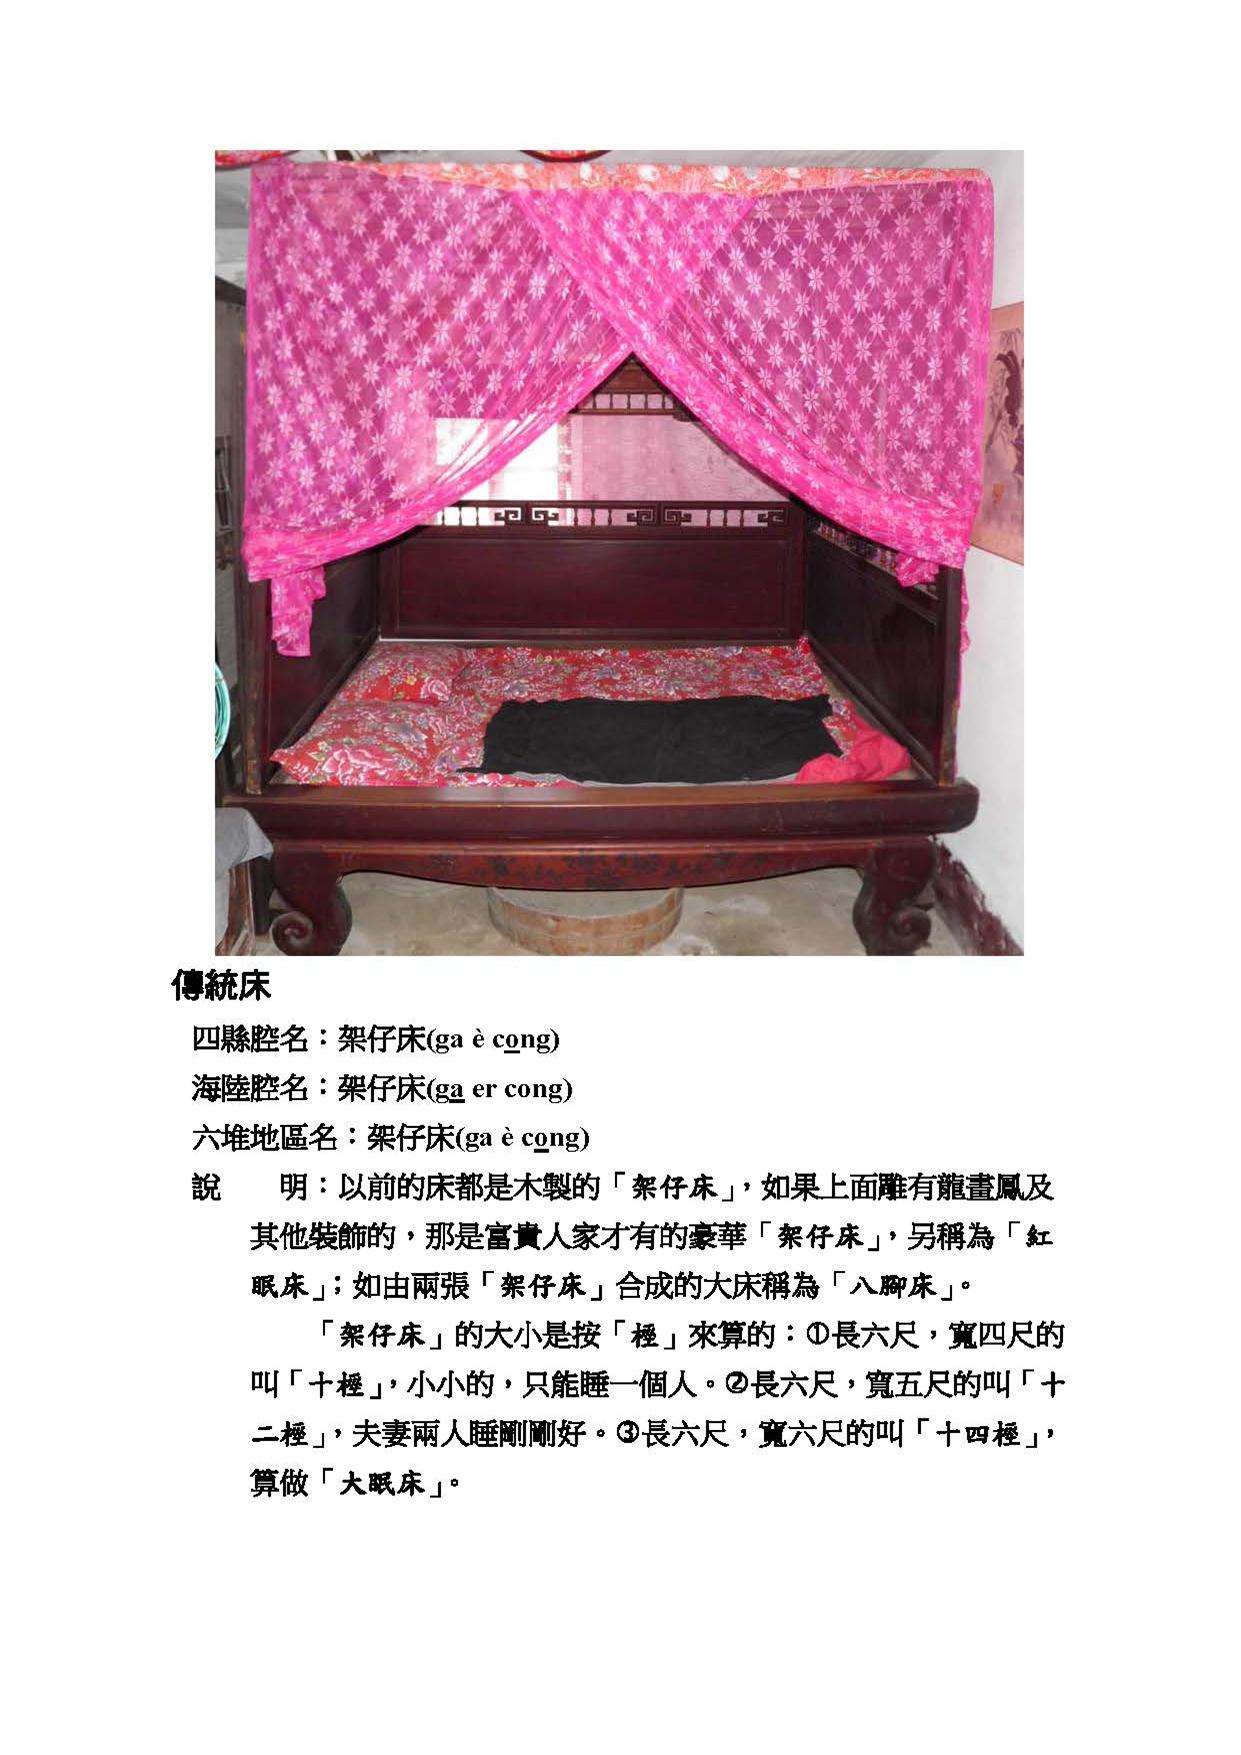 傳統床
四縣腔名：架仔床(ga è co̲ng)
海陸腔名：架仔床(ga̲ er cong)
六堆地區名：架仔床(ga è co̲ng)
說　　明：以前的床都是木製的「架仔床」，如果上面雕有龍畫鳳及
其他裝飾的，那是富貴人家才有的豪華「架仔床」，另稱為「紅
眠床」；如由兩張「架仔床」合成的大床稱為「八腳床」。
「架仔床」的大小是按「桱」來算的：①長六尺，寬四尺的
叫「十桱」，小小的，只能睡一個人。②長六尺，寬五尺的叫「十
二桱」，夫妻兩人睡剛剛好。③長六尺，寬六尺的叫「十四桱」，
算做「大眠床」。